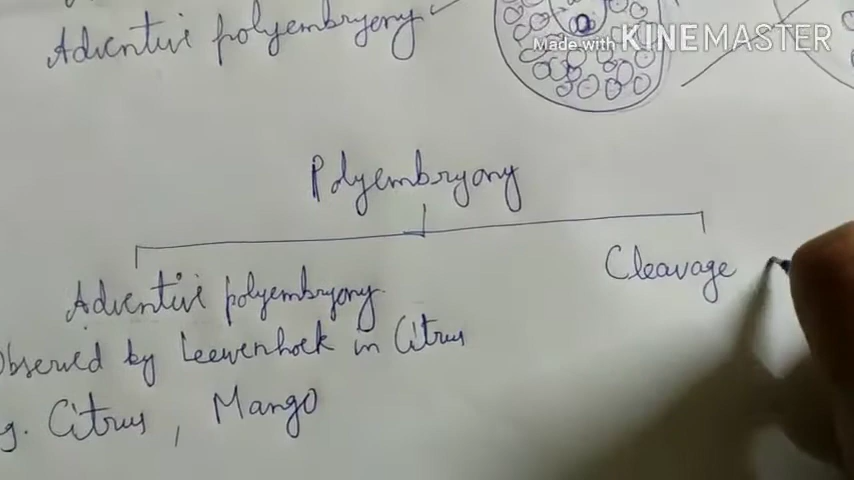 Adventive polyembryony
Made with KINEMASTER
Polyembryony
Adventive polyembryony
Cleavage
Observed by Leewenhoek in Citrus
g. Citrus, Mango